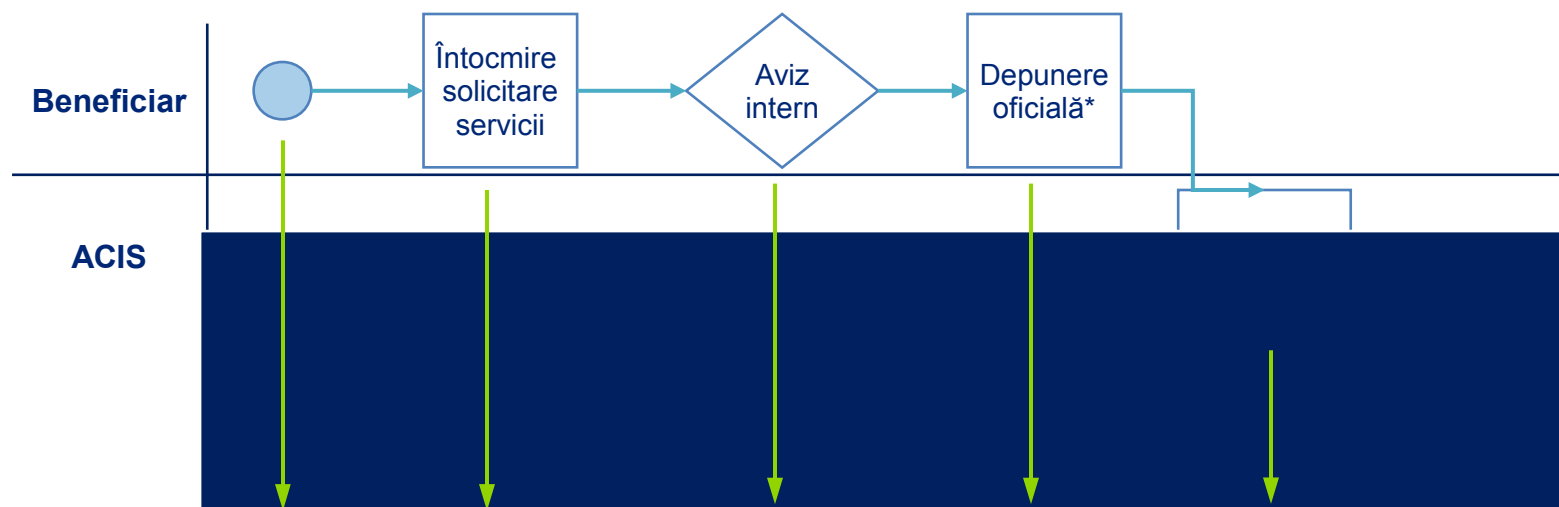 Beneficiar
Întocmire
solicitare
servicii
Aviz
intern
Depunere
oficială*
ACIS